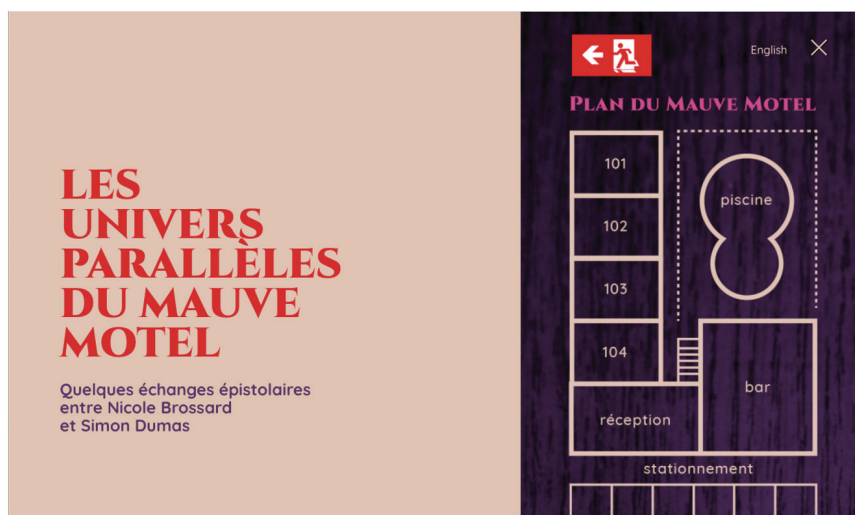 LES
UNIVERS
PARALLÈLES
DU MAUVE
MOTEL
Quelques échanges épistolaires
entre Nicole Brossard
et Simon Dumas
English
PLAN DU MAUVE MOTEL
101
piscine
102
103
104
bar
réception
stationnement